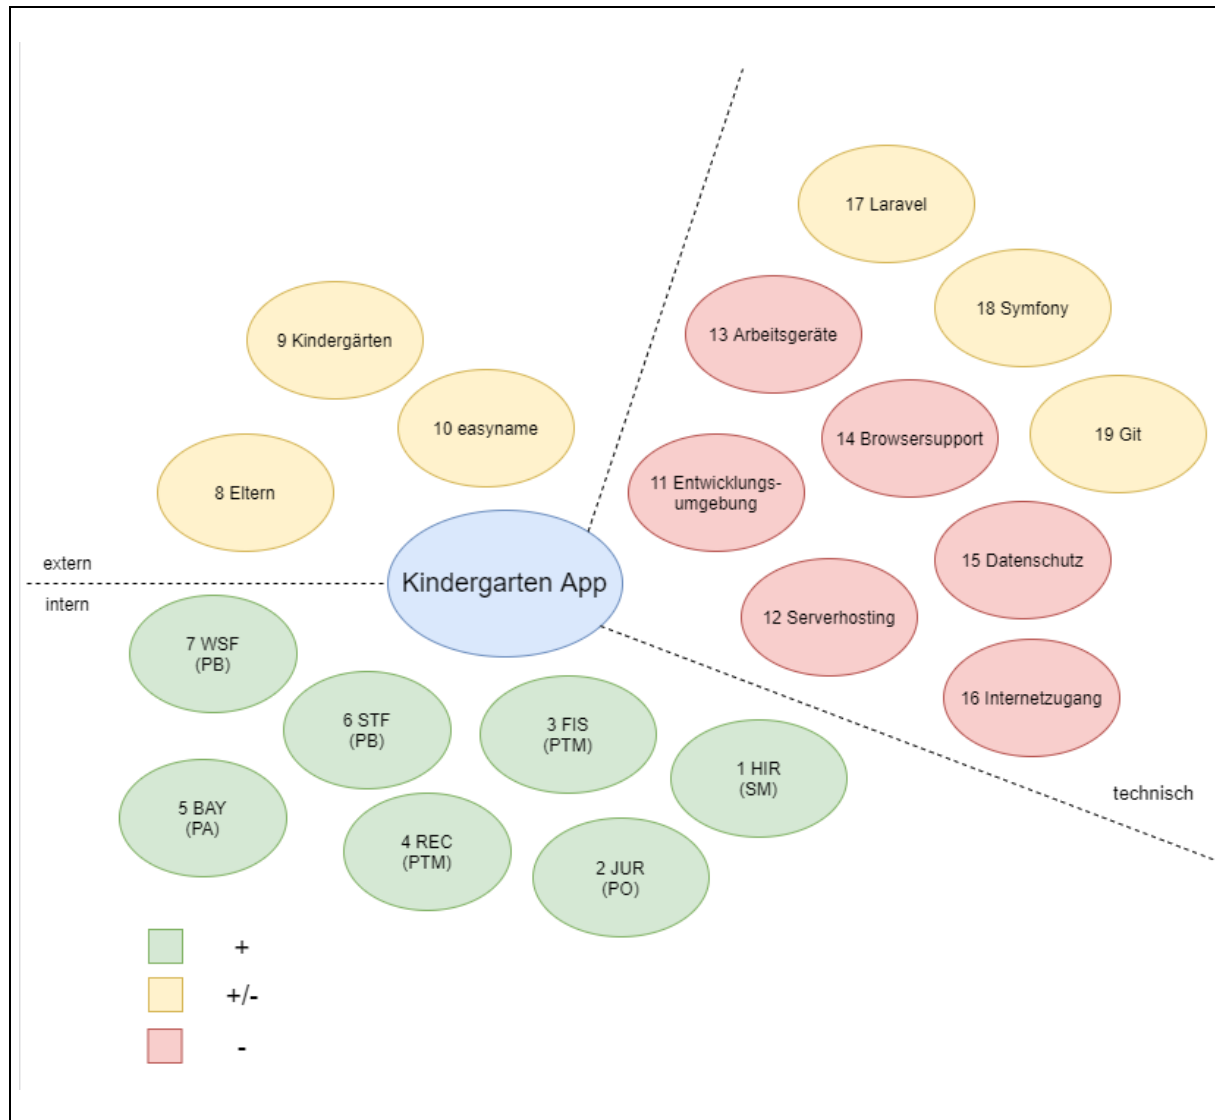 17 Laravel
18 Symfony
13 Arbeitsgeräte
9 Kindergärten
10 easyname
14 Browsersupport
19 Git
8 Eltern
11 Entwicklungs-
umgebung
extern
Kindergarten App
15 Datenschutz
intern
12 Serverhosting
7 WSF
(PB)
16 Internetzugang
6 STF
(PB)
3 FIS
(PTM)
1 HIR
(SM)
technisch
5 BAY
(PA)
4 REC
(PTM)
2 JUR
(PO)
+
+/-
-